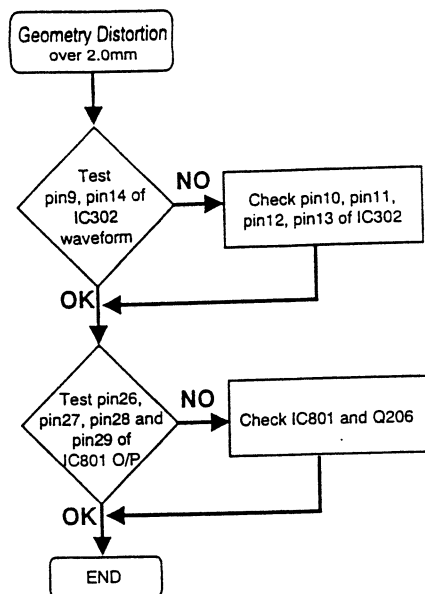 Geometry Distortion
over 2.0mm
Test
pin9, pin14 of
IC302
waveform
NO
Check pin10, pin11,
pin12, pin13 of IC302
OK
Test pin26,
pin27, pin28 and
pin29 of
IC801 O/P
NO
Check IC801 and Q206
OK
END